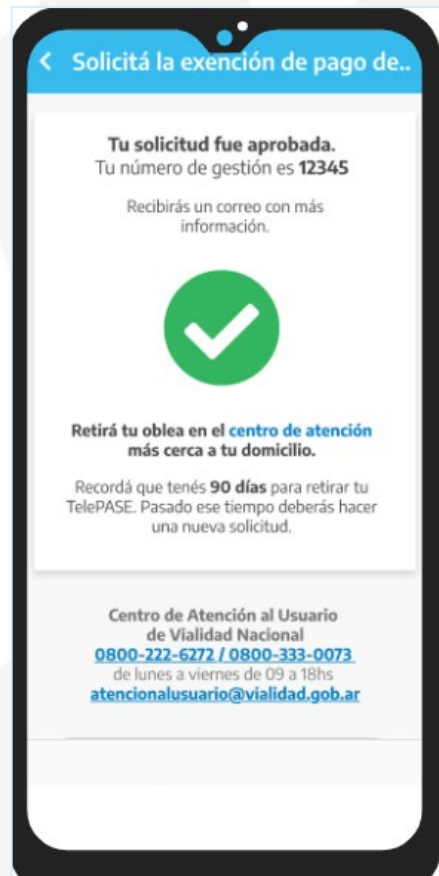 Solicitá la exención de pago de..
Tu solicitud fue aprobada.
Tu número de gestión es 12345
Recibirás un correo con más
información.
Retirá tu oblea en el centro de atención
más cerca a tu domicilio.
Recordá que tenés 90 días para retirar tu
TelePASE. Pasado ese tiempo deberás hacer
una nueva solicitud.
Centro de Atención al Usuario
de Vialidad Nacional
0800-222-6272 / 0800-333-0073
de lunes a viernes de 09 a 18hs
atencionalusuario@vialidad.gob.ar